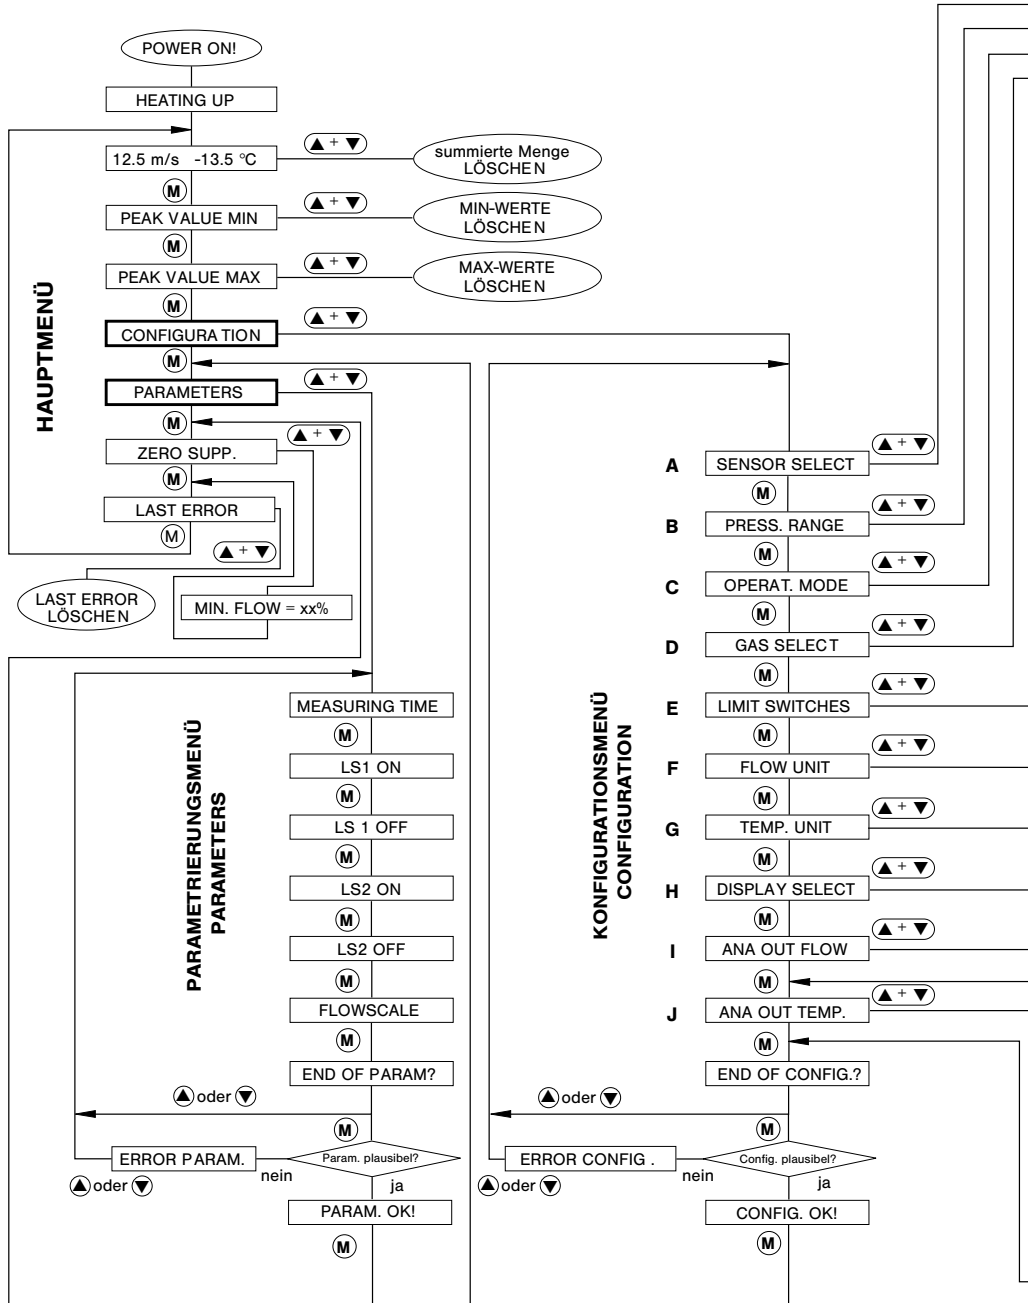 POWER ON!
HEATING UP
12.5 m/s -13.5 °C
▲ + ▼
summierte Menge
LÖSCHEN
M
PEAK VALUE MIN
▲ + ▼
MIN-WERTE
LÖSCHEN
M
PEAK VALUE MAX
▲ + ▼
MAX-WERTE
LÖSCHEN
M
CONFIGURATION
▲ + ▼
M
PARAMETERS
▲ + ▼
M
ZERO SUPP.
▲ + ▼
M
LAST ERROR
M
▲ + ▼
LAST ERROR
LÖSCHEN
MIN. FLOW = xx%
HAUPTMENÜ
PARAMETRIERUNGSMENÜ
PARAMETERS
MEASURING TIME
M
LS1 ON
M
LS 1 OFF
M
LS2 ON
M
LS2 OFF
M
FLOWSCALE
M
END OF PARAM?
▲ oder ▼
M
ERROR PARAM.
nein
Param. plausibel?
▲ oder ▼
ja
PARAM. OK!
M
KONFIGURATIONSMENÜ
CONFIGURATION
A SENSOR SELECT ▲ + ▼
M
B PRESS. RANGE ▲ + ▼
M
C OPERAT. MODE ▲ + ▼
M
D GAS SELECT ▲ + ▼
M
E LIMIT SWITCHES ▲ + ▼
M
F FLOW UNIT ▲ + ▼
M
G TEMP. UNIT ▲ + ▼
M
H DISPLAY SELECT ▲ + ▼
M
I ANA OUT FLOW ▲ + ▼
M
J ANA OUT TEMP. ▲ + ▼
M
END OF CONFIG.?
▲ oder ▼
M
ERROR CONFIG .
nein
Config. plausibel?
▲ oder ▼
ja
CONFIG. OK!
M